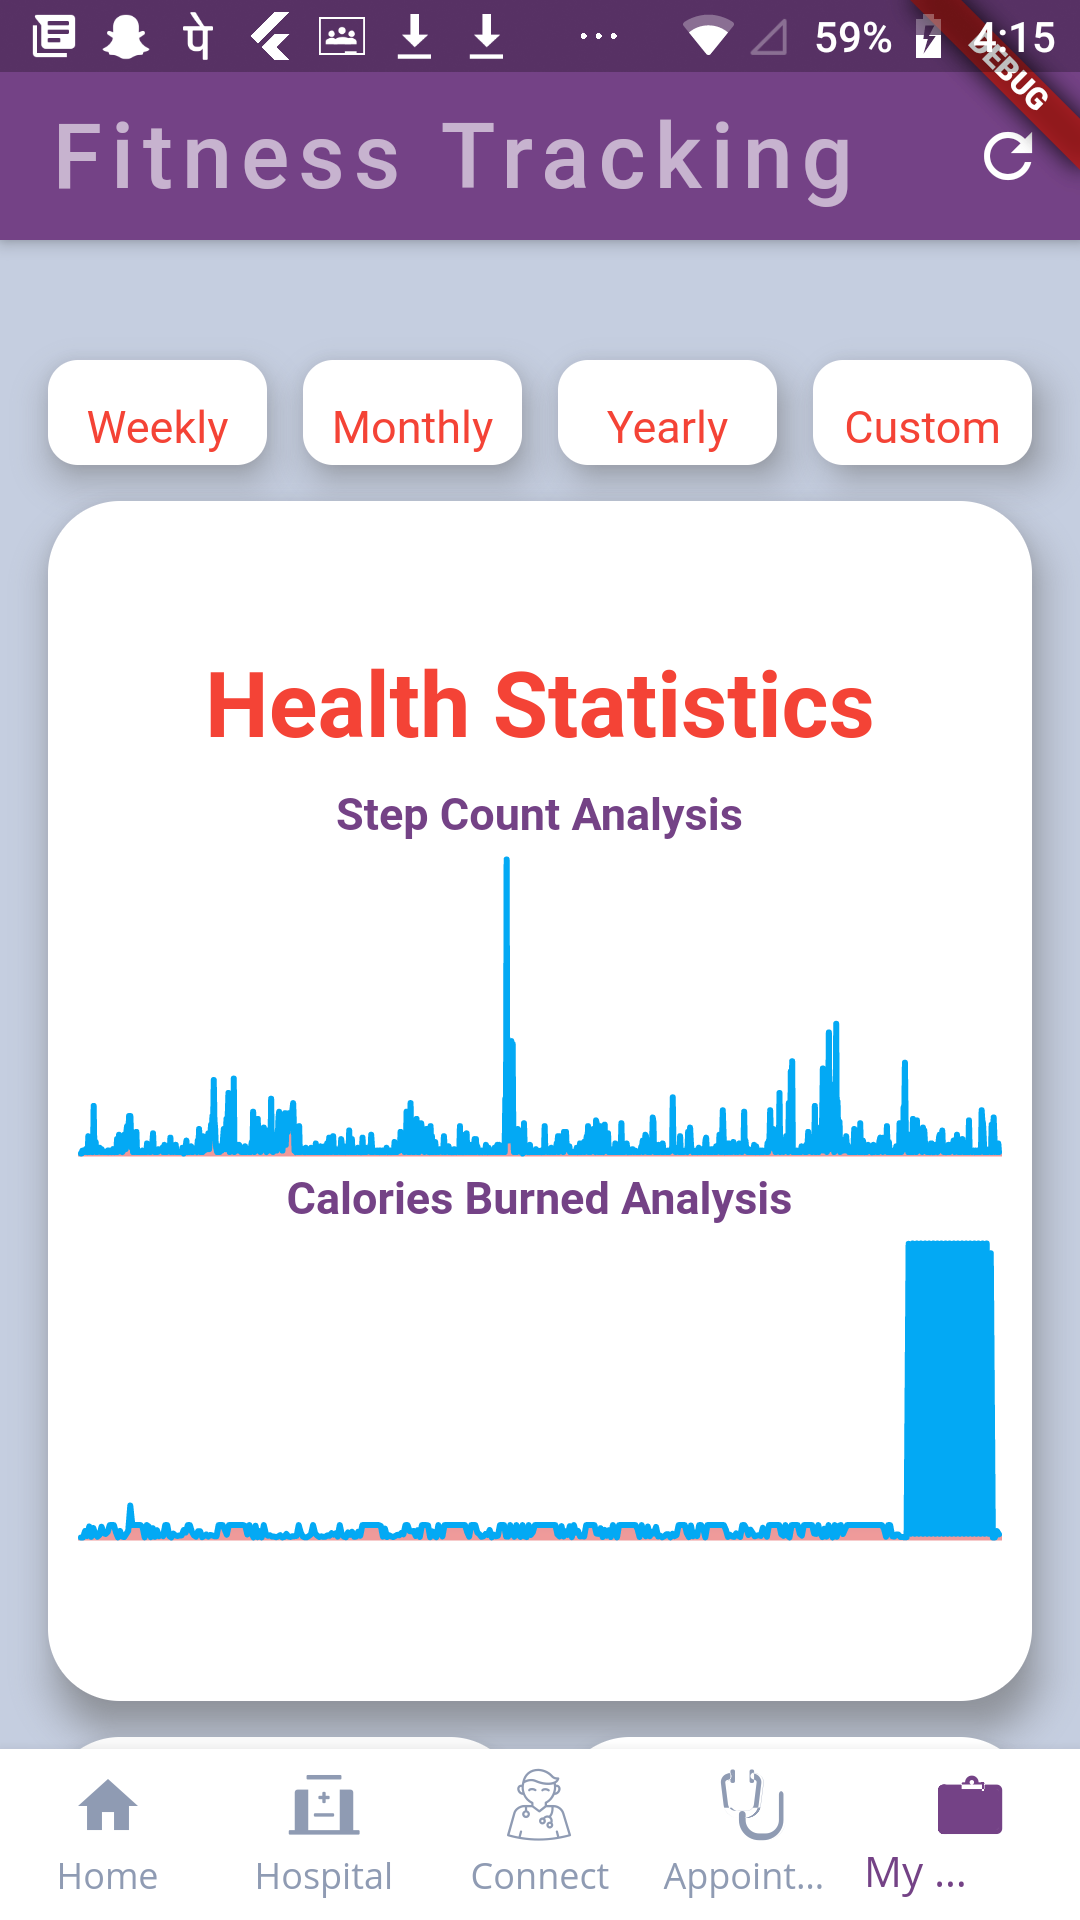 पे 59% 4:15
DEBUG
Fitness Tracking
Weekly Monthly Yearly Custom
Health Statistics
Step Count Analysis
Calories Burned Analysis
Home Hospital Connect Appoint... My ...